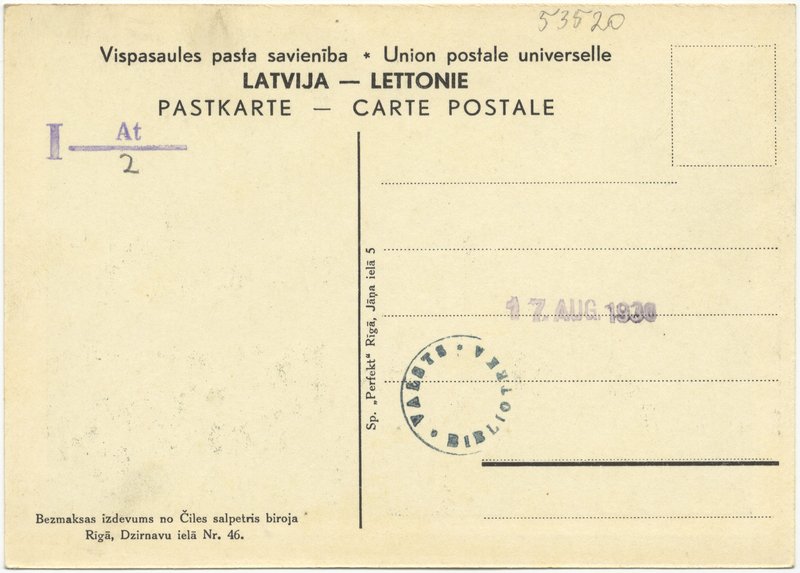 53520
Vispasaules pasta savienība * Union postale universelle
LATVIJA — LETTONIE
PASTKARTE — CARTE POSTALE
I At
2
Sp. „Perfekt“ Rīgā, Jāņa ielā 5
17. AUG. 1930
VALSTS · BIBLIOTEKA ·
Bezmaksas izdevums no Čiles salpetris biroja
Rīgā, Dzirnavu ielā Nr. 46.